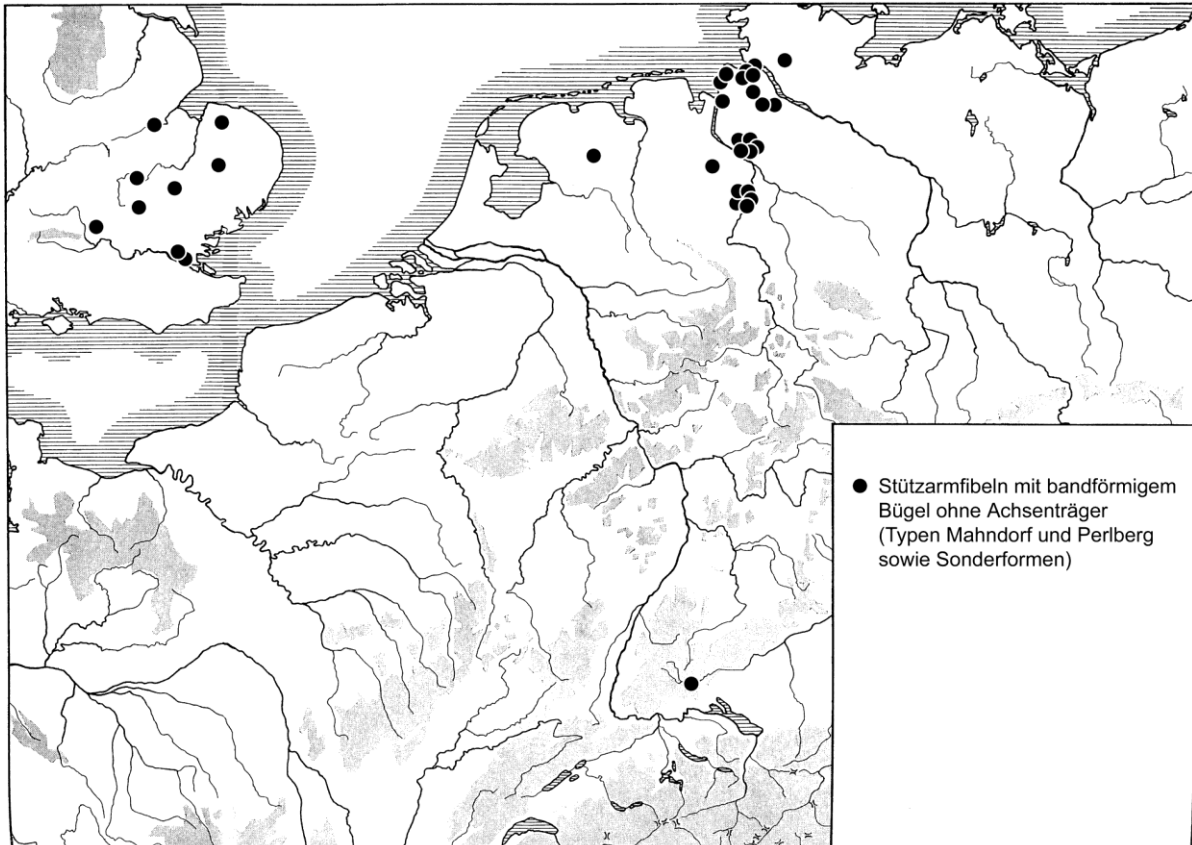 Stützarmfibeln mit bandförmigem
Bügel ohne Achsenträger
(Typen Mahndorf und Perlberg
sowie Sonderformen)